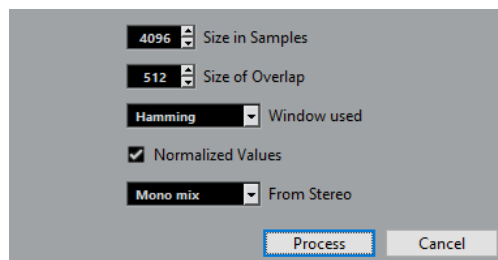 4096 Size in Samples
512 Size of Overlap
Hamming Window used
Normalized Values
Mono mix From Stereo
Process Cancel